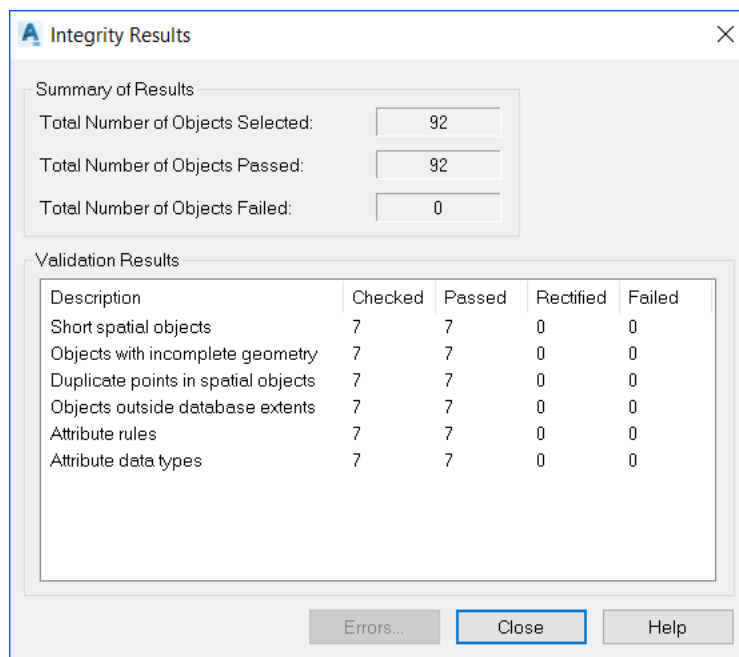 Integrity Results
Summary of Results
Total Number of Objects Selected: 92
Total Number of Objects Passed: 92
Total Number of Objects Failed: 0
Validation Results
Description Checked Passed Rectified Failed
Short spatial objects 7 7 0 0
Objects with incomplete geometry 7 7 0 0
Duplicate points in spatial objects 7 7 0 0
Objects outside database extents 7 7 0 0
Attribute rules 7 7 0 0
Attribute data types 7 7 0 0
Errors... Close Help